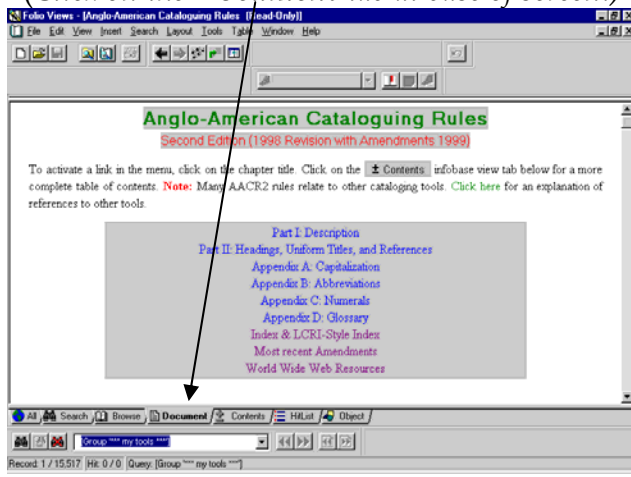 Folio Views - [Anglo-American Cataloguing Rules [Read-Only]]
File Edit View Insert Search Layout Tools Table Window Help
Anglo-American Cataloguing Rules
Second Edition (1998 Revision with Amendments 1999)
To activate a link in the menu, click on the chapter title. Click on the ± Contents infobase view tab below for a more
complete table of contents. Note: Many AACR2 rules relate to other cataloging tools. Click here for an explanation of
references to other tools.
Part I: Description
Part II: Headings, Uniform Titles, and References
Appendix A: Capitalization
Appendix B: Abbreviations
Appendix C: Numerals
Appendix D: Glossary
Index & LCRI-Style Index
Most recent Amendments
World Wide Web Resources
All Search Browse Document Contents HitList Object
[Group "*** my tools ***"]
Record: 1 / 15,517 Hit: 0 / 0 Query: [Group "*** my tools ***"]